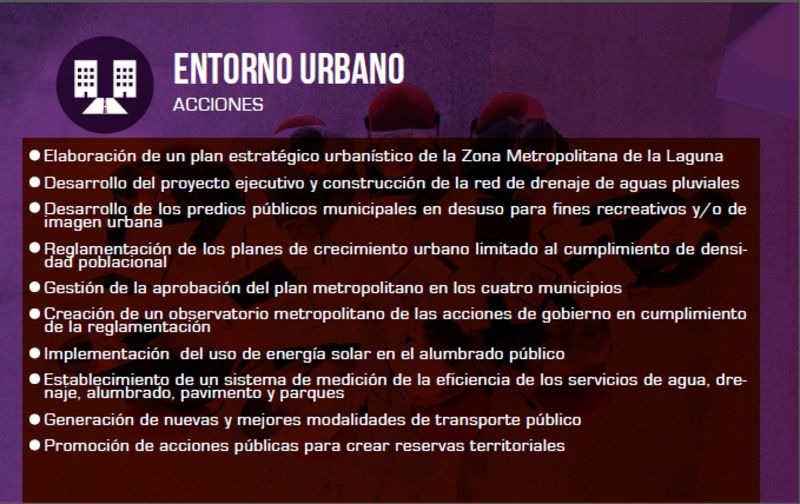 ENTORNO URBANO
ACCIONES
● Elaboración de un plan estratégico urbanístico de la Zona Metropolitana de la Laguna
● Desarrollo del proyecto ejecutivo y construcción de la red de drenaje de aguas pluviales
● Desarrollo de los predios públicos municipales en desuso para fines recreativos y/o de
imagen urbana
● Reglamentación de los planes de crecimiento urbano limitado al cumplimiento de densi-
dad poblacional
● Gestión de la aprobación del plan metropolitano en los cuatro municipios
● Creación de un observatorio metropolitano de las acciones de gobierno en cumplimiento
de la reglamentación
● Implementación  del uso de energía solar en el alumbrado público
● Establecimiento de un sistema de medición de la eficiencia de los servicios de agua, dre-
naje, alumbrado, pavimento y parques
● Generación de nuevas y mejores modalidades de transporte público
● Promoción de acciones públicas para crear reservas territoriales